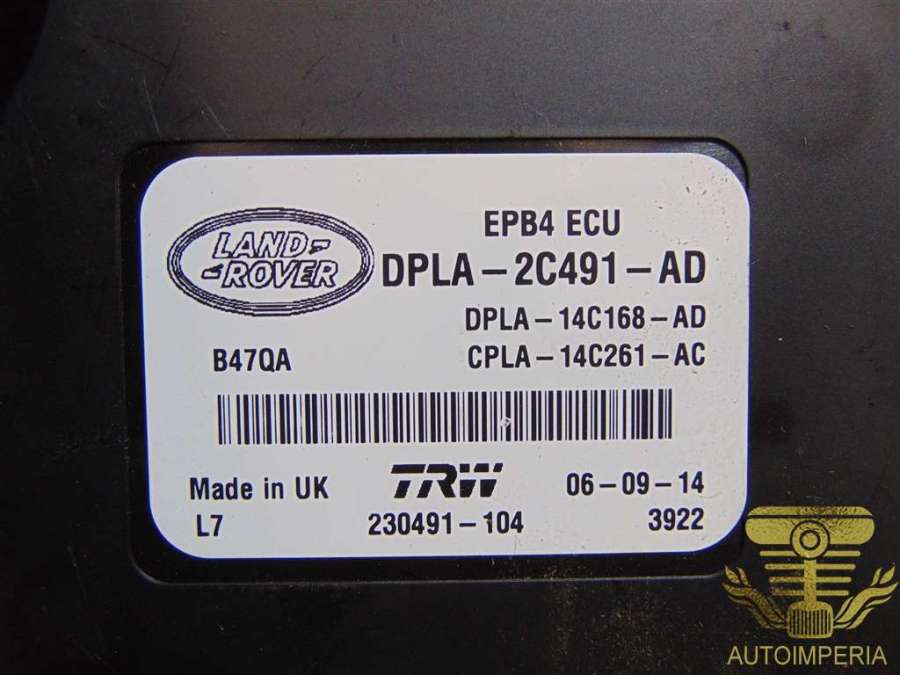 EPB4 ECU
LAND-
-ROVER
DPLA-2C491-AD
DPLA-14C168-AD
B47QA CPLA-14C261-AC
Made in UK TRW 06-09-14
L7 230491-104 3922
AUTOIMPERIA